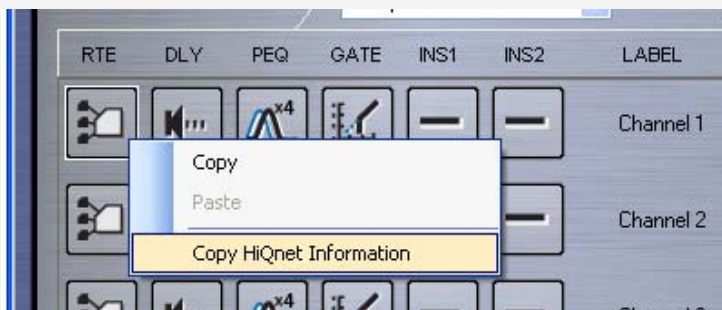 RTE DLY PEQ GATE INS1 INS2 LABEL
x4
Channel 1
Copy
Paste
Channel 2
Copy HiQnet Information
x4